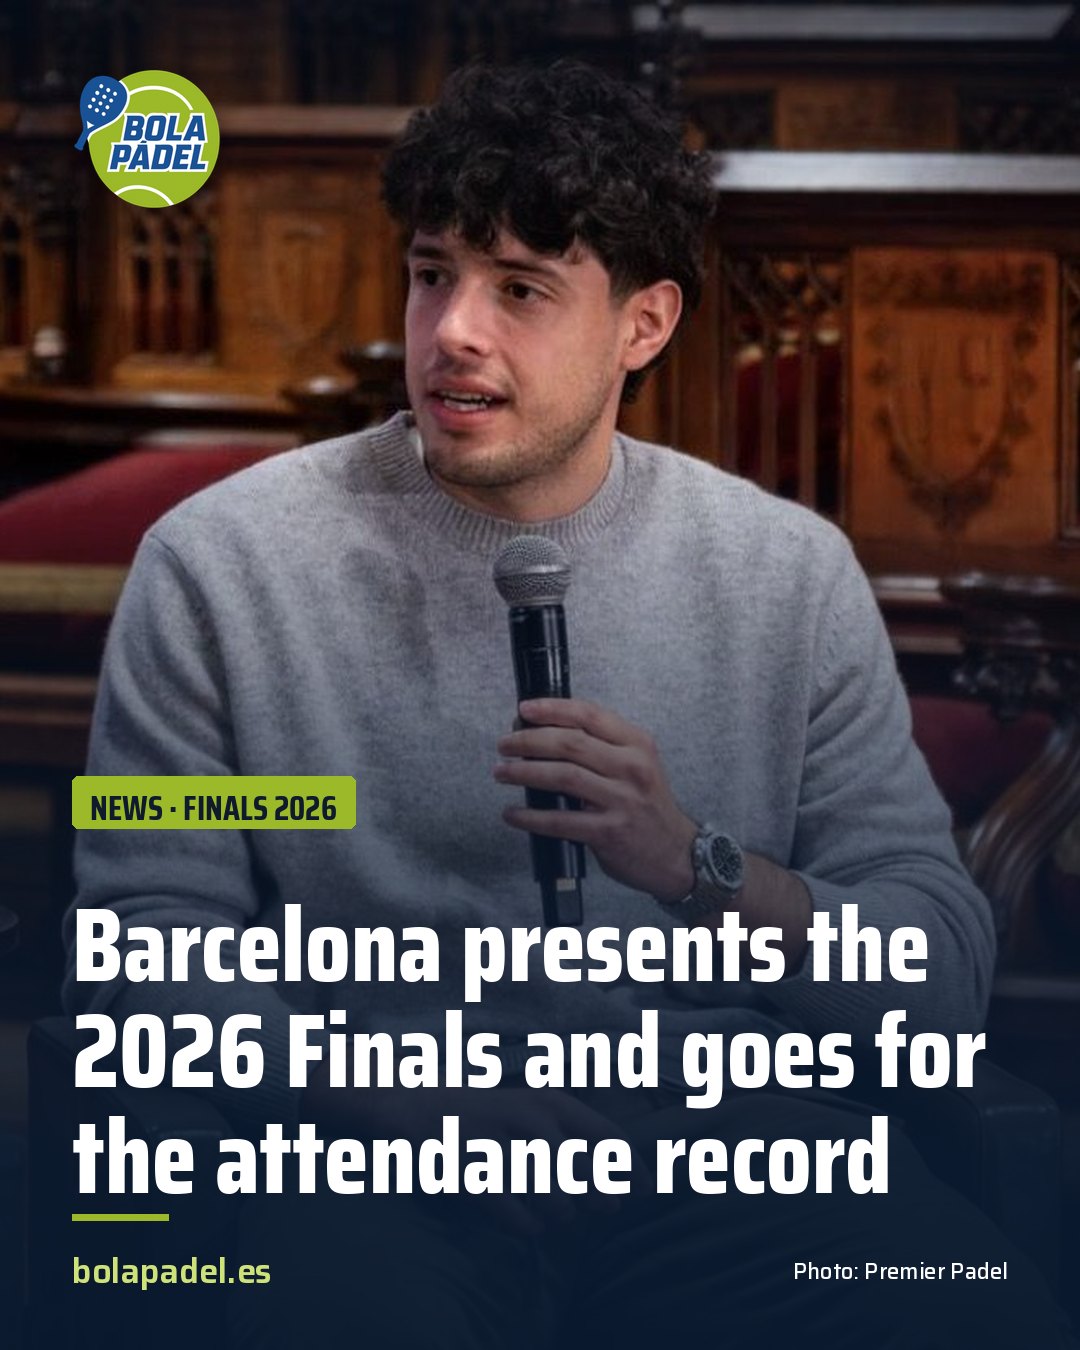 BOLA
PÁDEL
NEWS · FINALS 2026
Barcelona presents the
2026 Finals and goes for
the attendance record
bolapadel.es
Photo: Premier Padel